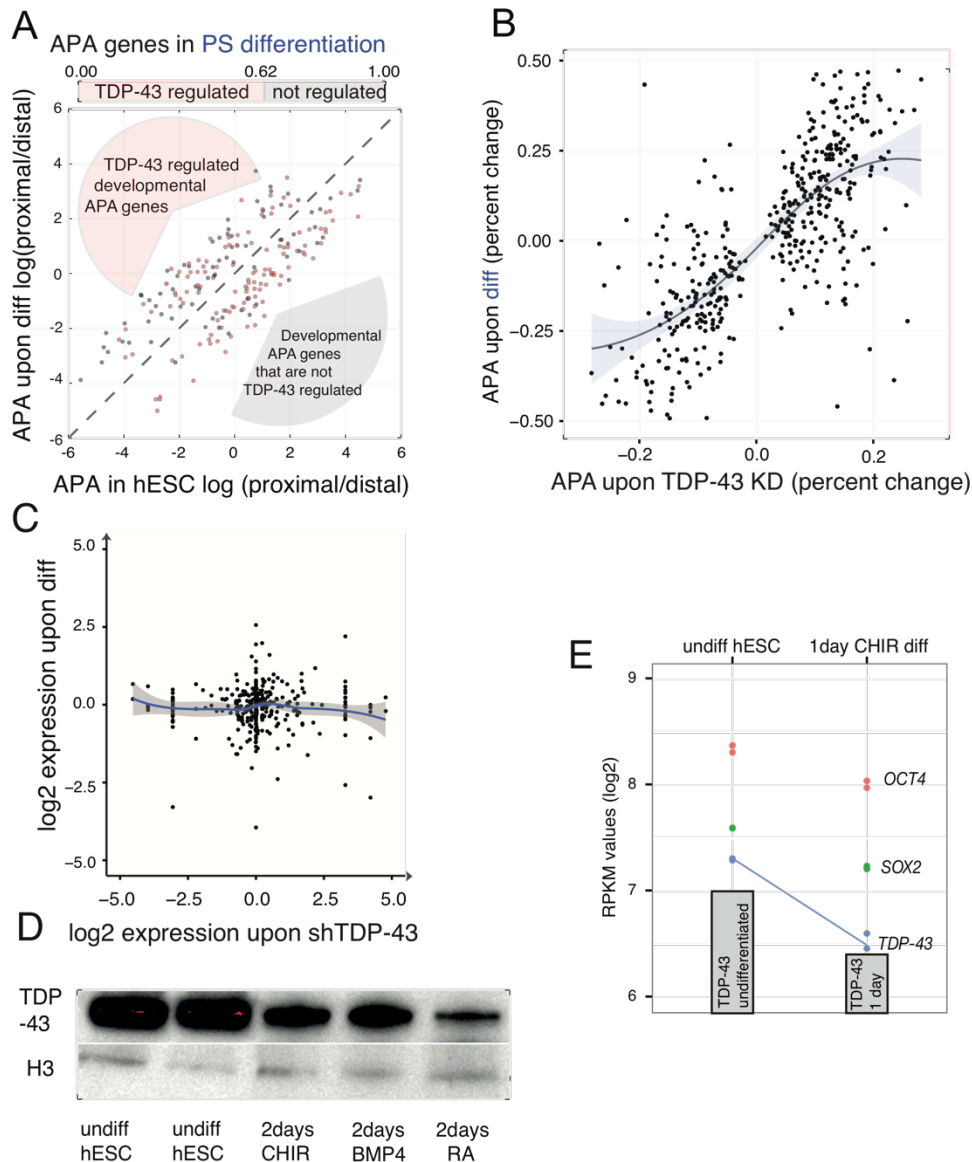 A
APA genes in PS differentiation
0.00 0.62 1.00
TDP-43 regulated not regulated
6
4
2
0
-2
-4
-6
-6 -4 -2 0 2 4 6
TDP-43 regulated
developmental
APA genes
Developmental
APA genes
that are not
TDP-43 regulated
APA upon diff log(proximal/distal)
APA in hESC log (proximal/distal)
B
0.50
0.25
0.00
−0.25
−0.50
−0.2 0.0 0.2
APA upon diff (percent change)
APA upon TDP-43 KD (percent change)
C
5.0
2.5
0.0
−2.5
−5.0
−5.0 −2.5 0.0 2.5 5.0
log2 expression upon diff
log2 expression upon shTDP-43
D
TDP
-43
H3
undiff
hESC
undiff
hESC
2days
CHIR
2days
BMP4
2days
RA
E
undiff hESC 1day CHIR diff
9
8
7
6
RPKM values (log2)
OCT4
SOX2
TDP-43
TDP-43
undifferentiated
TDP-43
1 day